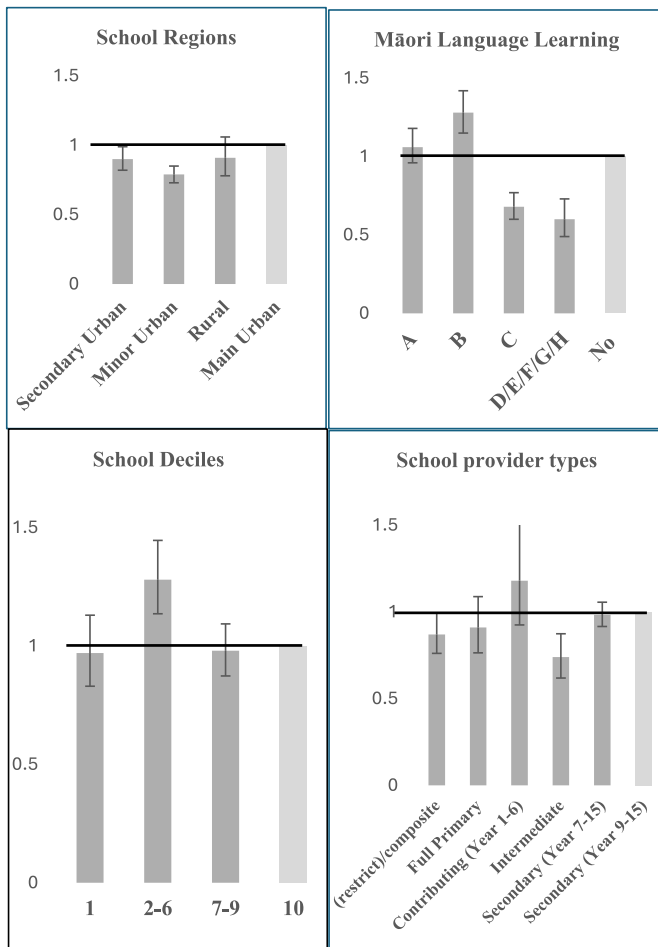 School Regions
1.5
1
0.5
0
Secondary Urban
Minor Urban
Rural
Main Urban
Māori Language Learning
1.5
1
0.5
0
A
B
C
D/E/F/G/H
No
School Deciles
1.5
1
0.5
0
1
2-6
7-9
10
School provider types
1.5
1
0.5
0
(restrict)/composite
Full Primary
Contributing (Year 1-6)
Intermediate
Secondary (Year 7-15)
Secondary (Year 9-15)